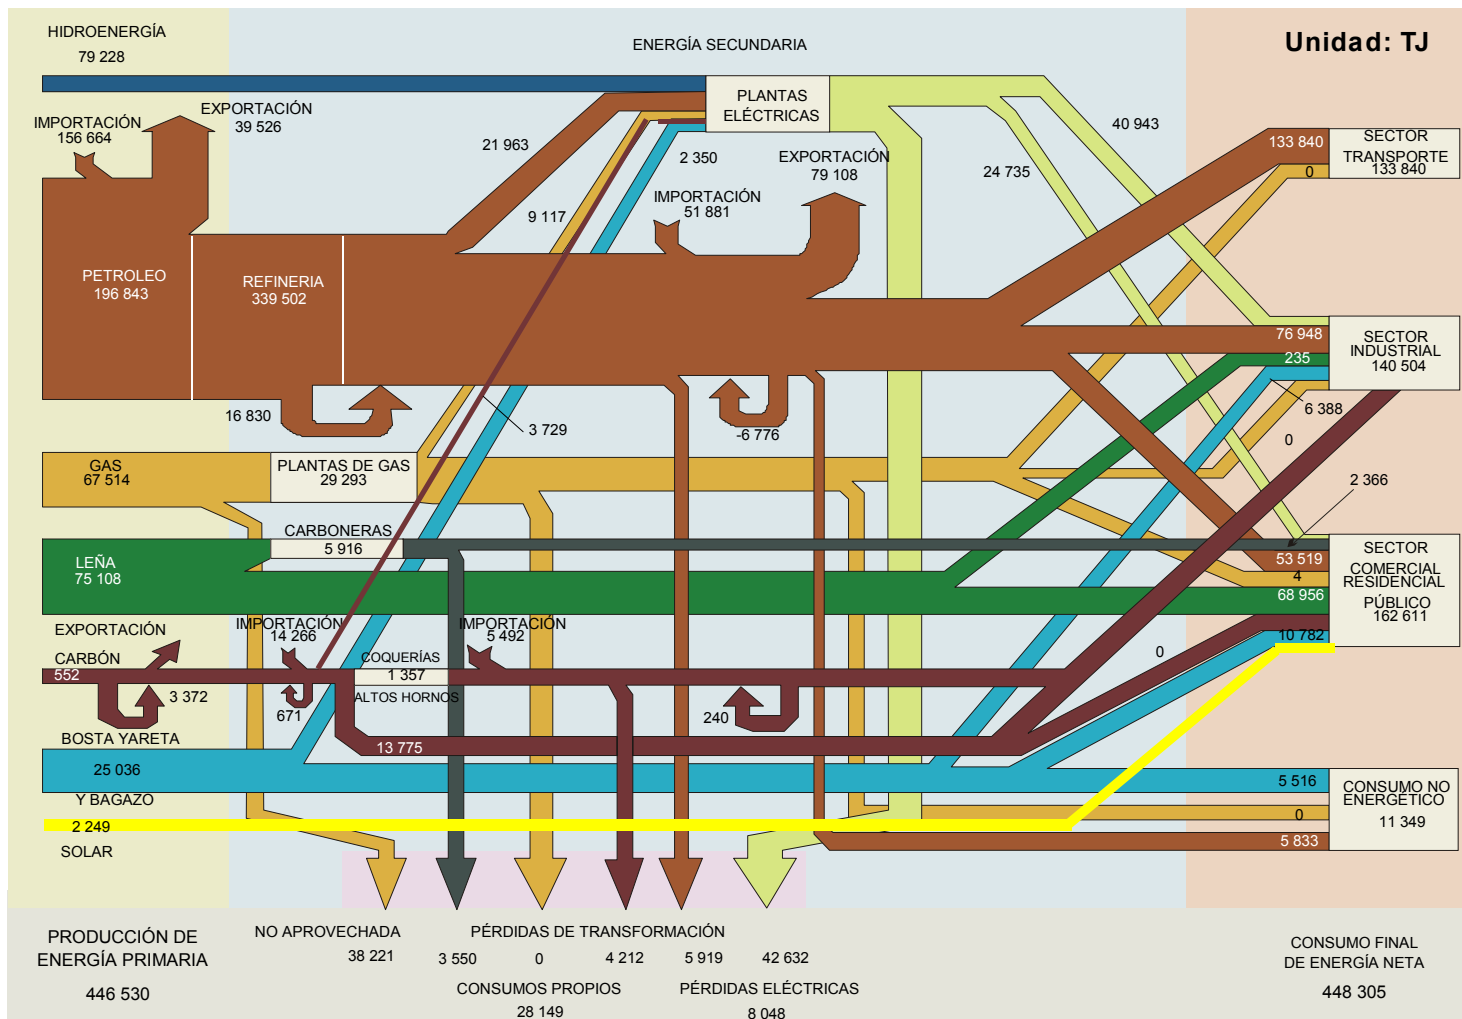 HIDROENERGÍA
79 228
ENERGÍA SECUNDARIA
Unidad: TJ
PLANTAS
ELÉCTRICAS
EXPORTACIÓN
39 526
IMPORTACIÓN
156 664
21 963
2 350
EXPORTACIÓN
79 108
40 943
24 735
133 840
0
SECTOR
TRANSPORTE
133 840
IMPORTACIÓN
51 881
9 117
PETROLEO
196 843
REFINERIA
339 502
76 948
235
SECTOR
INDUSTRIAL
140 504
6 388
0
16 830
3 729
-6 776
GAS
67 514
PLANTAS DE GAS
29 293
2 366
CARBONERAS
5 916
LEÑA
75 108
53 519
4
68 956
10 782
SECTOR
COMERCIAL
RESIDENCIAL
PÚBLICO
162 611
EXPORTACIÓN
IMPORTACIÓN
14 266
IMPORTACIÓN
5 492
CARBÓN
552
COQUERÍAS
1 357
ALTOS HORNOS
0
3 372
671
240
BOSTA YARETA
25 036
Y BAGAZO
13 775
2 249
SOLAR
5 516
0
5 833
CONSUMO NO
ENERGÉTICO
11 349
PRODUCCIÓN DE
ENERGÍA PRIMARIA
446 530
NO APROVECHADA
38 221
PÉRDIDAS DE TRANSFORMACIÓN
3 550
0
4 212
5 919
42 632
CONSUMOS PROPIOS
28 149
PÉRDIDAS ELÉCTRICAS
8 048
CONSUMO FINAL
DE ENERGÍA NETA
448 305